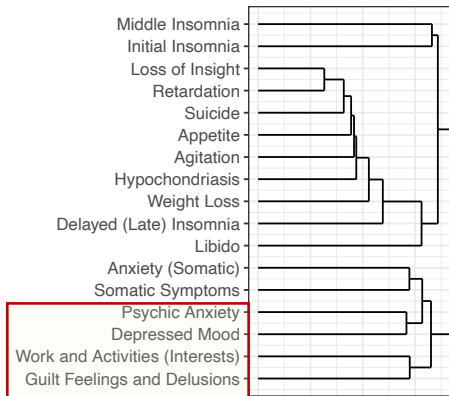 Middle Insomnia
Initial Insomnia
Loss of Insight
Retardation
Suicide
Appetite
Agitation
Hypochondriasis
Weight Loss
Delayed (Late) Insomnia
Libido
Anxiety (Somatic)
Somatic Symptoms
Psychic Anxiety
Depressed Mood
Work and Activities (Interests)
Guilt Feelings and Delusions